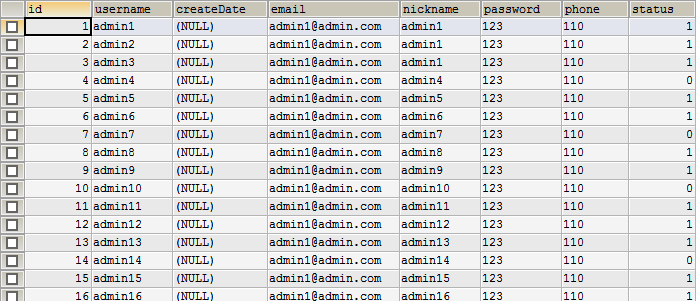 id username createDate email nickname password phone status
1 admin1 (NULL) admin1@admin.com admin1 123 110 1
2 admin2 (NULL) admin1@admin.com admin1 123 110 1
3 admin3 (NULL) admin1@admin.com admin1 123 110 1
4 admin4 (NULL) admin1@admin.com admin4 123 110 0
5 admin5 (NULL) admin1@admin.com admin5 123 110 1
6 admin6 (NULL) admin1@admin.com admin6 123 110 1
7 admin7 (NULL) admin1@admin.com admin7 123 110 0
8 admin8 (NULL) admin1@admin.com admin8 123 110 1
9 admin9 (NULL) admin1@admin.com admin9 123 110 1
10 admin10 (NULL) admin1@admin.com admin10 123 110 0
11 admin11 (NULL) admin1@admin.com admin11 123 110 1
12 admin12 (NULL) admin1@admin.com admin12 123 110 1
13 admin13 (NULL) admin1@admin.com admin13 123 110 1
14 admin14 (NULL) admin1@admin.com admin14 123 110 0
15 admin15 (NULL) admin1@admin.com admin15 123 110 1
16 admin16 (NULL) admin1@admin.com admin16 123 110 1